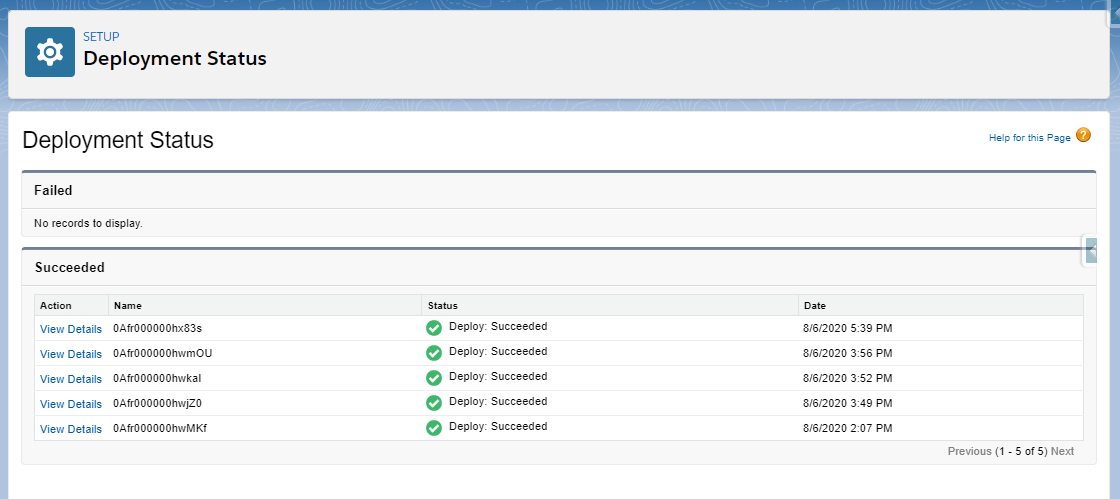 SETUP
Deployment Status
Deployment Status
Help for this Page ?
Failed
No records to display.
Succeeded
Action Name Status Date
View Details 0Afr000000hx83s Deploy: Succeeded 8/6/2020 5:39 PM
View Details 0Afr000000hwmOU Deploy: Succeeded 8/6/2020 3:56 PM
View Details 0Afr000000hwkaI Deploy: Succeeded 8/6/2020 3:52 PM
View Details 0Afr000000hwjZ0 Deploy: Succeeded 8/6/2020 3:49 PM
View Details 0Afr000000hwMKf Deploy: Succeeded 8/6/2020 2:07 PM
Previous (1 - 5 of 5) Next